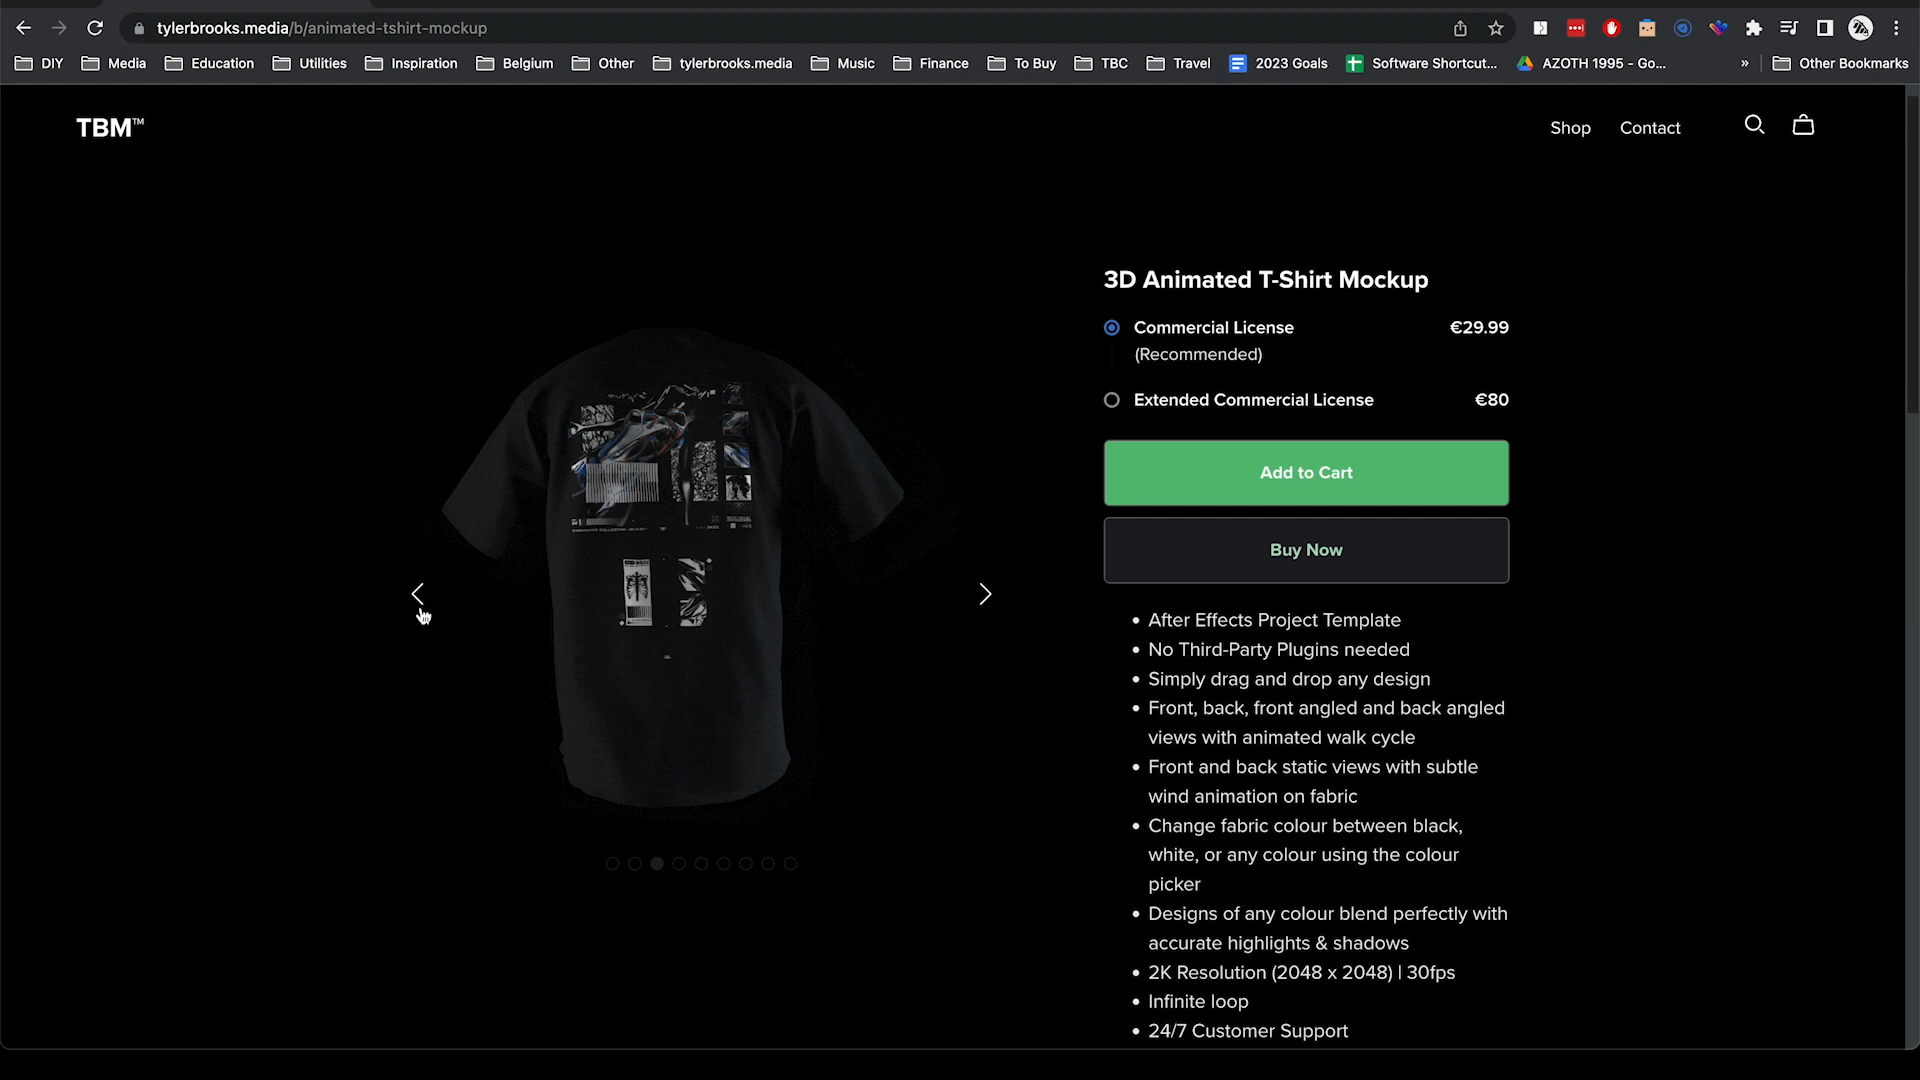 tylerbrooks.media/b/animated-tshirt-mockup
DIY Media Education Utilities Inspiration Belgium Other tylerbrooks.media Music Finance To Buy TBC Travel 2023 Goals Software Shortcut... AZOTH 1995 - Go... » Other Bookmarks
TBM™
Shop Contact
3D Animated T-Shirt Mockup
Commercial License €29.99
(Recommended)
Extended Commercial License €80
Add to Cart
Buy Now
• After Effects Project Template
• No Third-Party Plugins needed
• Simply drag and drop any design
• Front, back, front angled and back angled
views with animated walk cycle
• Front and back static views with subtle
wind animation on fabric
• Change fabric colour between black,
white, or any colour using the colour
picker
• Designs of any colour blend perfectly with
accurate highlights & shadows
• 2K Resolution (2048 x 2048) | 30fps
• Infinite loop
• 24/7 Customer Support